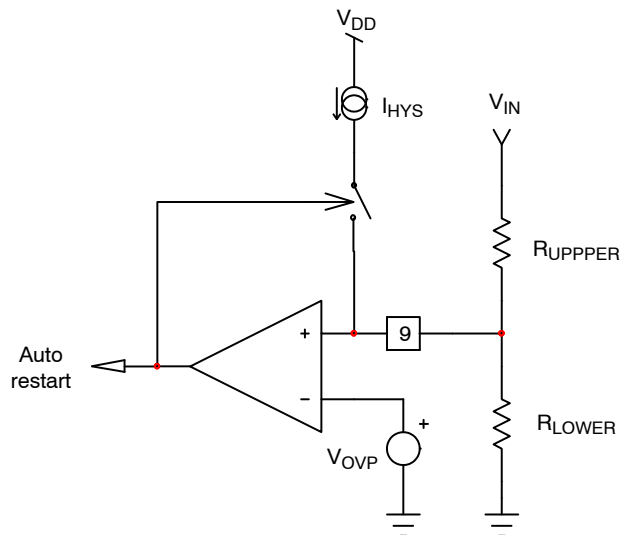 VDD
IHYS
VIN
RUPPPER
+
9
Auto
restart
−
+
RLOWER
VOVP